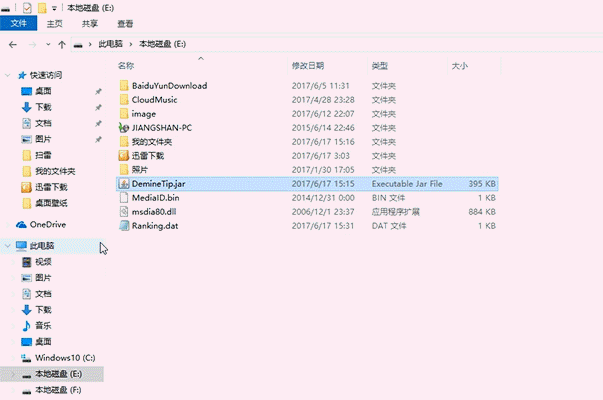 本地磁盘 (E:)
文件 主页 共享 查看
此电脑 本地磁盘 (E:)
名称 修改日期 类型 大小
快速访问
桌面
下载
文档
图片
扫雷
我的文件夹
迅雷下载
桌面壁纸
OneDrive
此电脑
视频
图片
文档
下载
音乐
桌面
Windows10 (C:)
本地磁盘 (E:)
本地磁盘 (F:)
BaiduYunDownload 2017/6/5 11:31 文件夹
CloudMusic 2017/4/28 23:28 文件夹
image 2017/6/12 22:07 文件夹
JIANGSHAN-PC 2015/6/14 22:46 文件夹
我的文件夹 2017/6/17 15:16 文件夹
迅雷下载 2017/6/17 3:03 文件夹
照片 2017/1/30 17:05 文件夹
DemineTip.jar 2017/6/17 15:15 Executable Jar File 395 KB
MediaID.bin 2014/12/31 0:00 BIN 文件 1 KB
msdia80.dll 2006/12/1 23:37 应用程序扩展 884 KB
Ranking.dat 2017/6/17 15:31 DAT 文件 1 KB